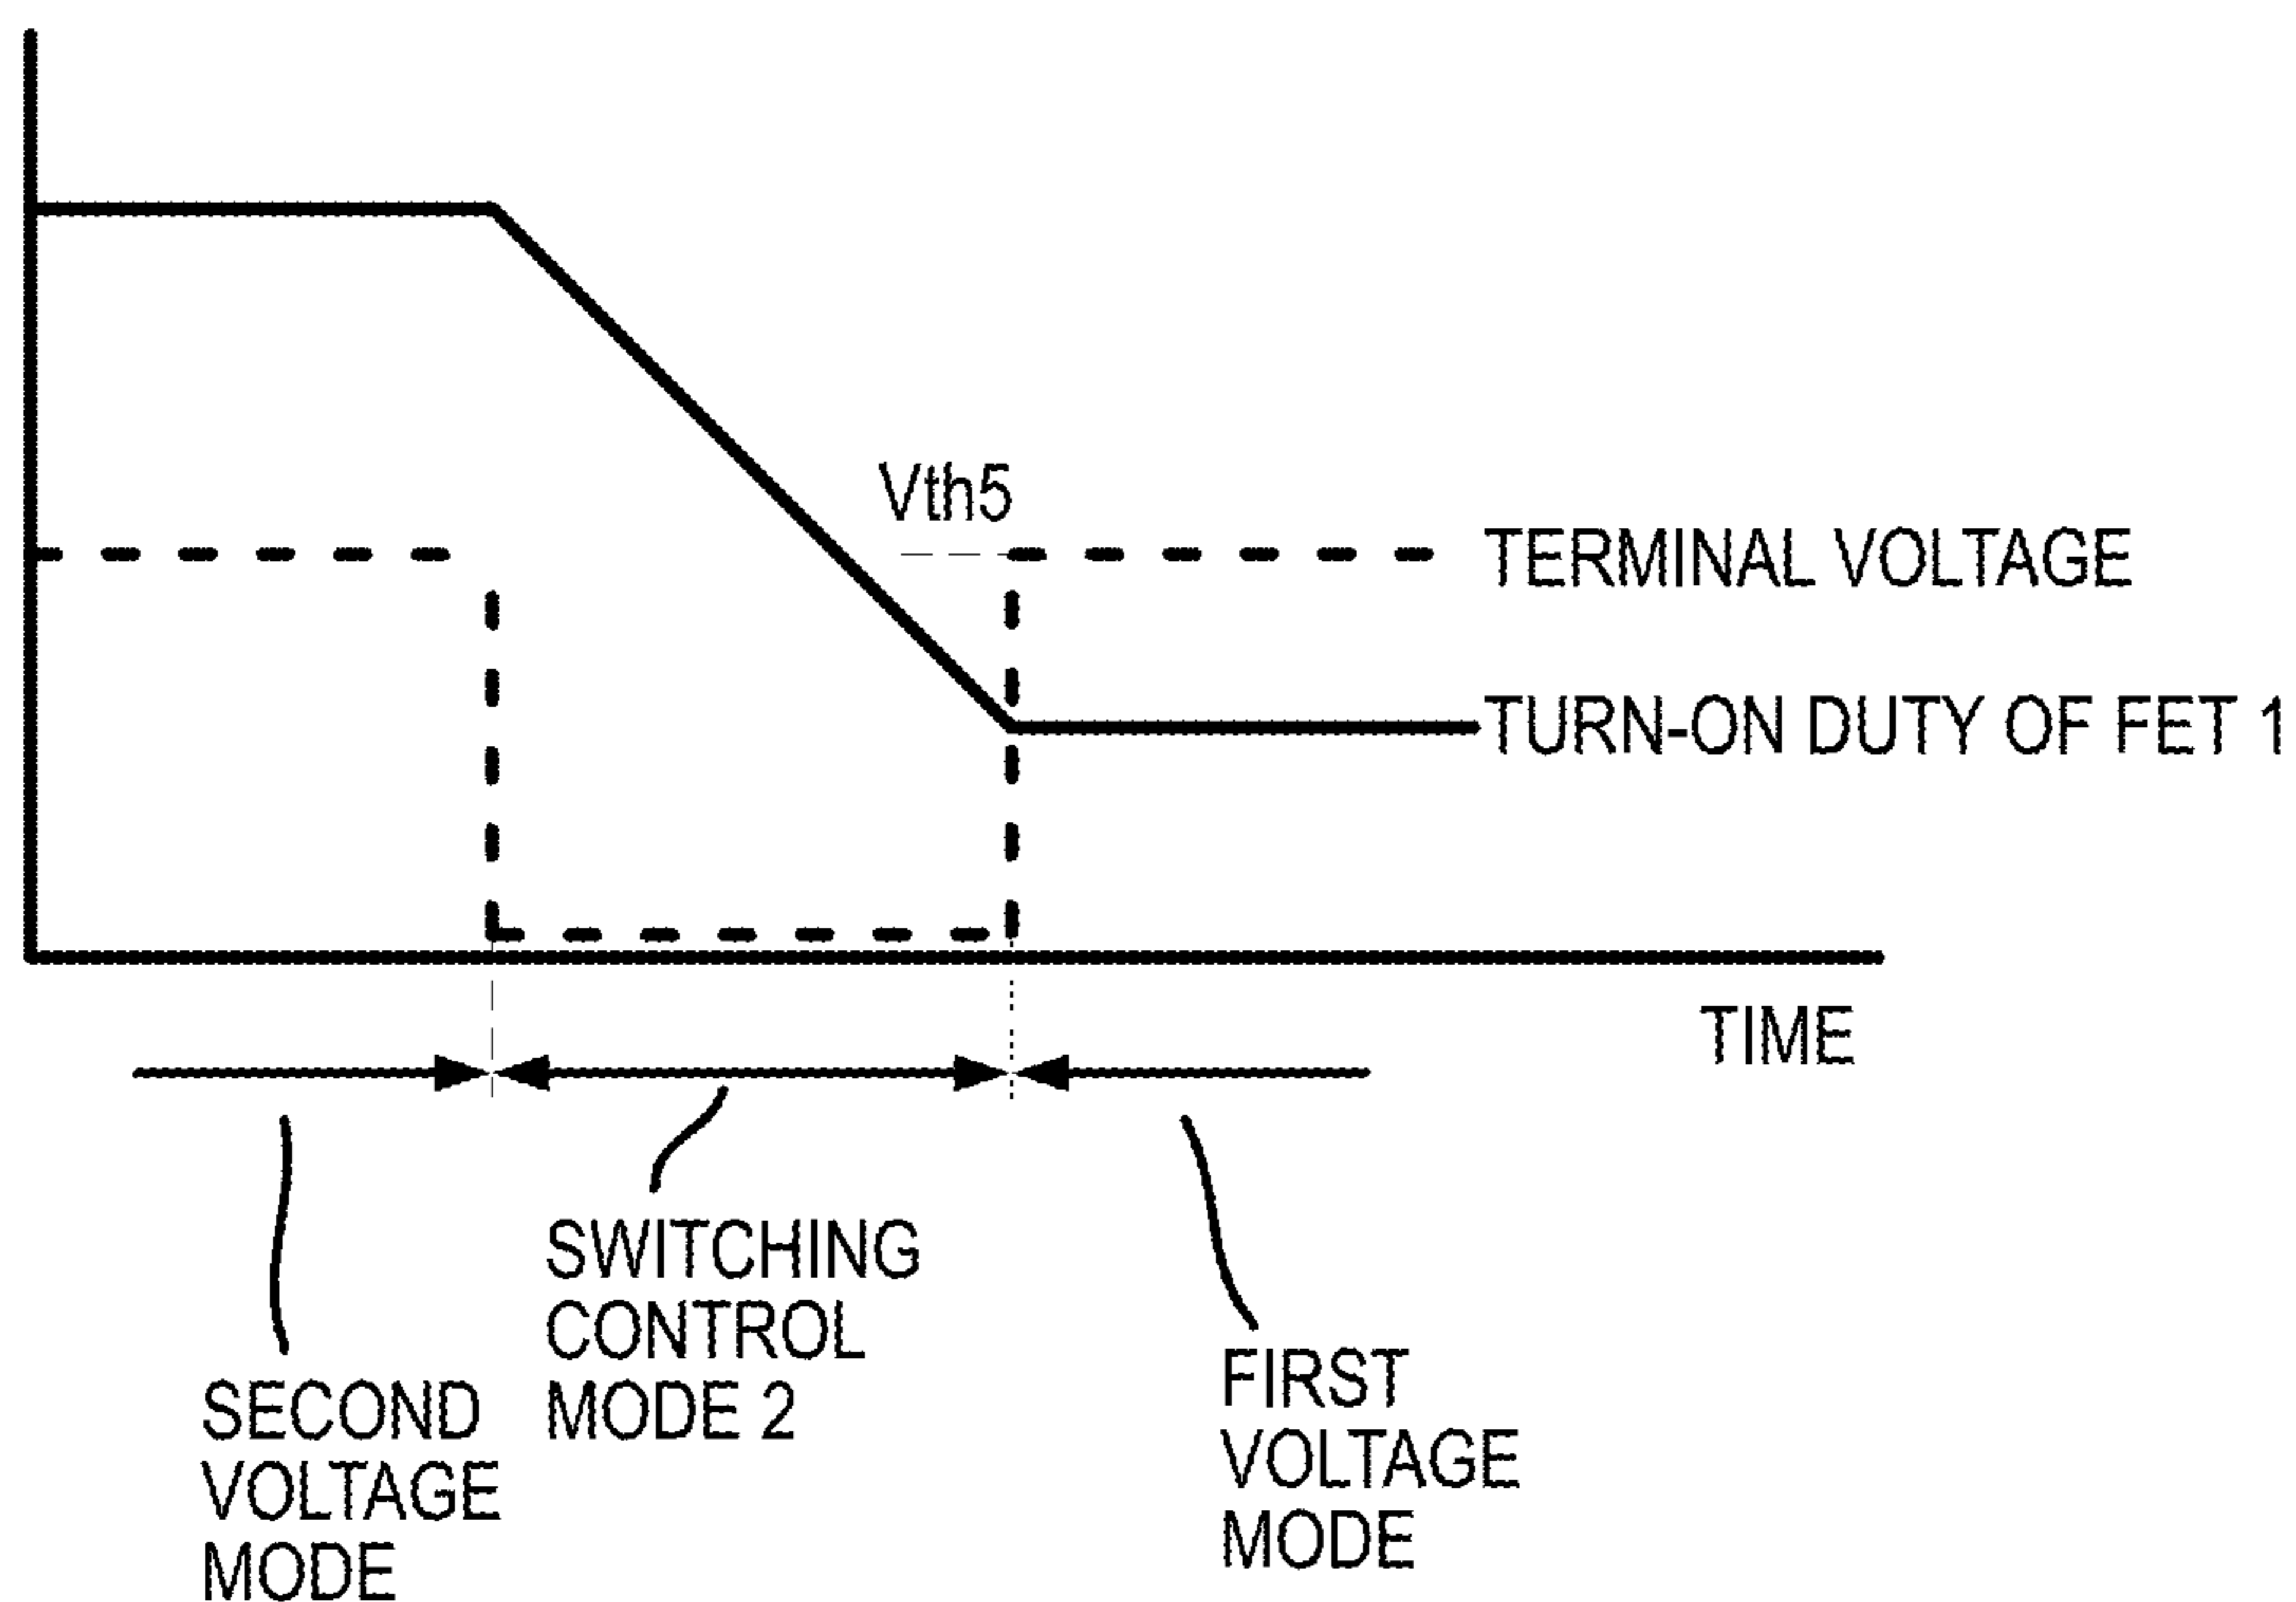 Vth5
TERMINAL VOLTAGE
TURN-ON DUTY OF FET 1
TIME
SECOND
VOLTAGE
MODE
SWITCHING
CONTROL
MODE 2
FIRST
VOLTAGE
MODE